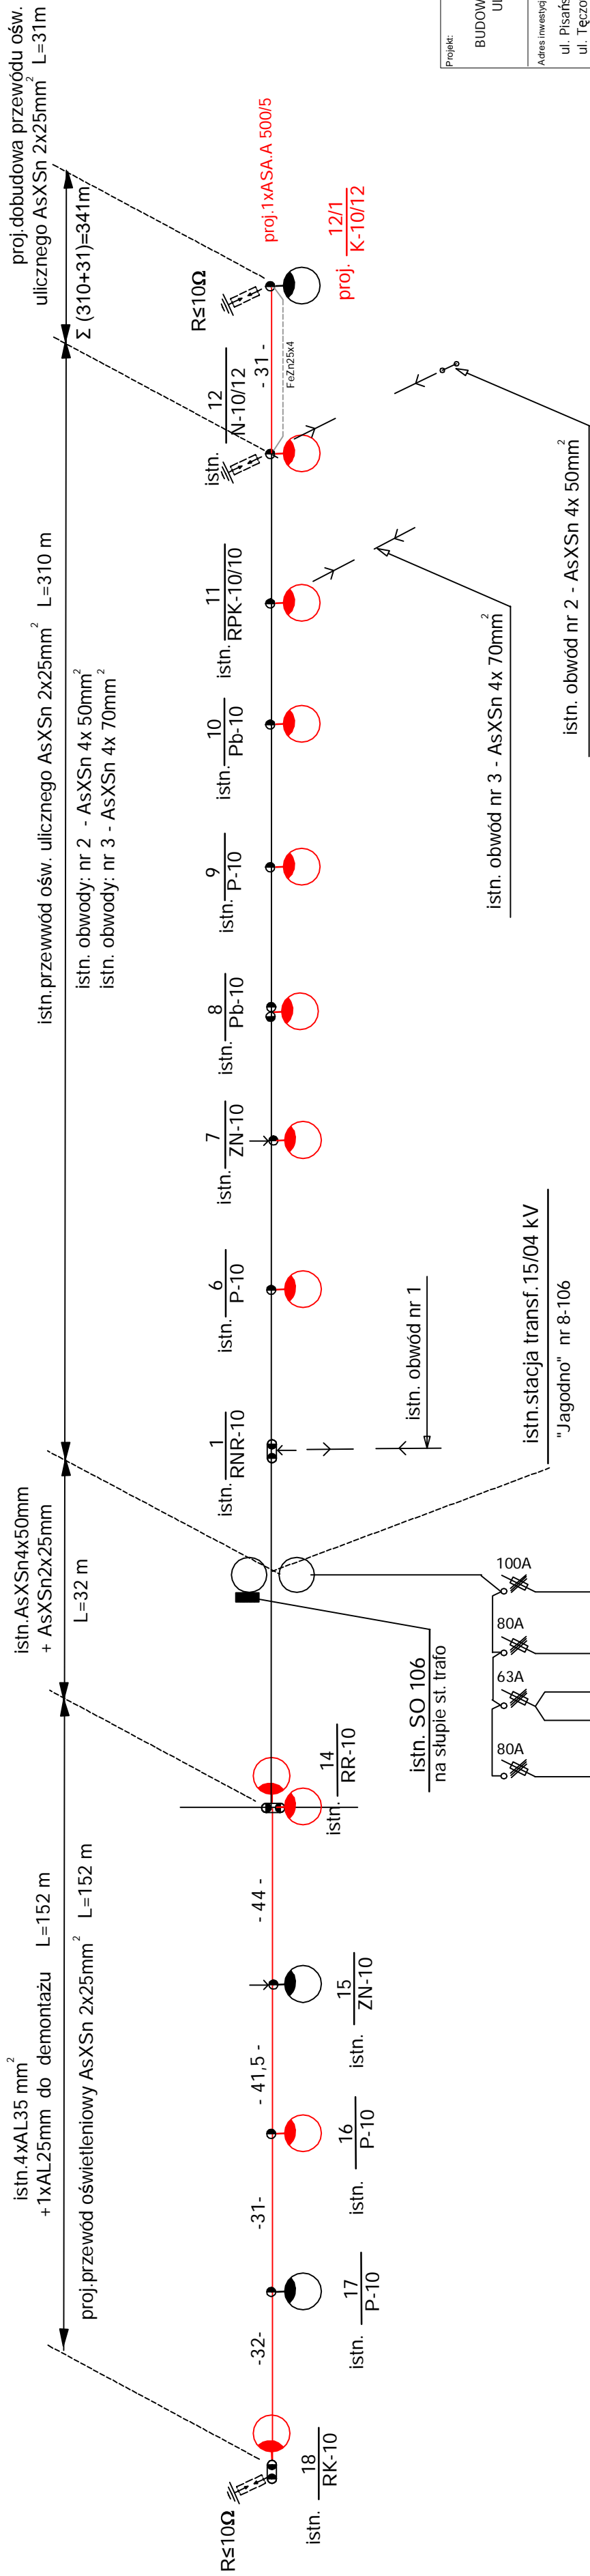 proj.dobudowa przewódu ośw.
ulicznego AsXSn 2x25mm² L=31m
Σ (310+31)=341m
istn.przewwód ośw. ulicznego AsXSn 2x25mm² L=310 m
istn. obwody: nr 2 - AsXSn 4x 50mm²
istn. obwody: nr 3 - AsXSn 4x 70mm²
istn.AsXSn4x50mm
+ AsXSn2x25mm
L=32 m
istn.4xAL35 mm²
+1xAL25mm do demontażu L=152 m
proj.przewód oświetleniowy AsXSn 2x25mm² L=152 m
R≤10Ω
istn. 18
RK-10
-32-
istn. 17
P-10
-31-
istn. 16
P-10
- 41,5 -
istn. 15
ZN-10
- 44 -
istn. 14
RR-10
istn. SO 106
na słupie st. trafo
80A
63A
80A
100A
istn.stacja transf.15/04 kV
"Jagodno" nr 8-106
istn. 1
RNR-10
istn. obwód nr 1
istn. 6
P-10
istn. 7
ZN-10
istn. 8
Pb-10
istn. 9
P-10
istn. 10
Pb-10
istn. 11
RPK-10/10
istn. obwód nr 3 - AsXSn 4x 70mm²
istn. 12
N-10/12
istn. obwód nr 2 - AsXSn 4x 50mm²
- 31 -
FeZn25x4
R≤10Ω
proj.1xASA.A 500/5
proj. 12/1
K-10/12
Projekt:
BUDOW
Adres inwestycj
ul. Pisańs
ul. Tęczo